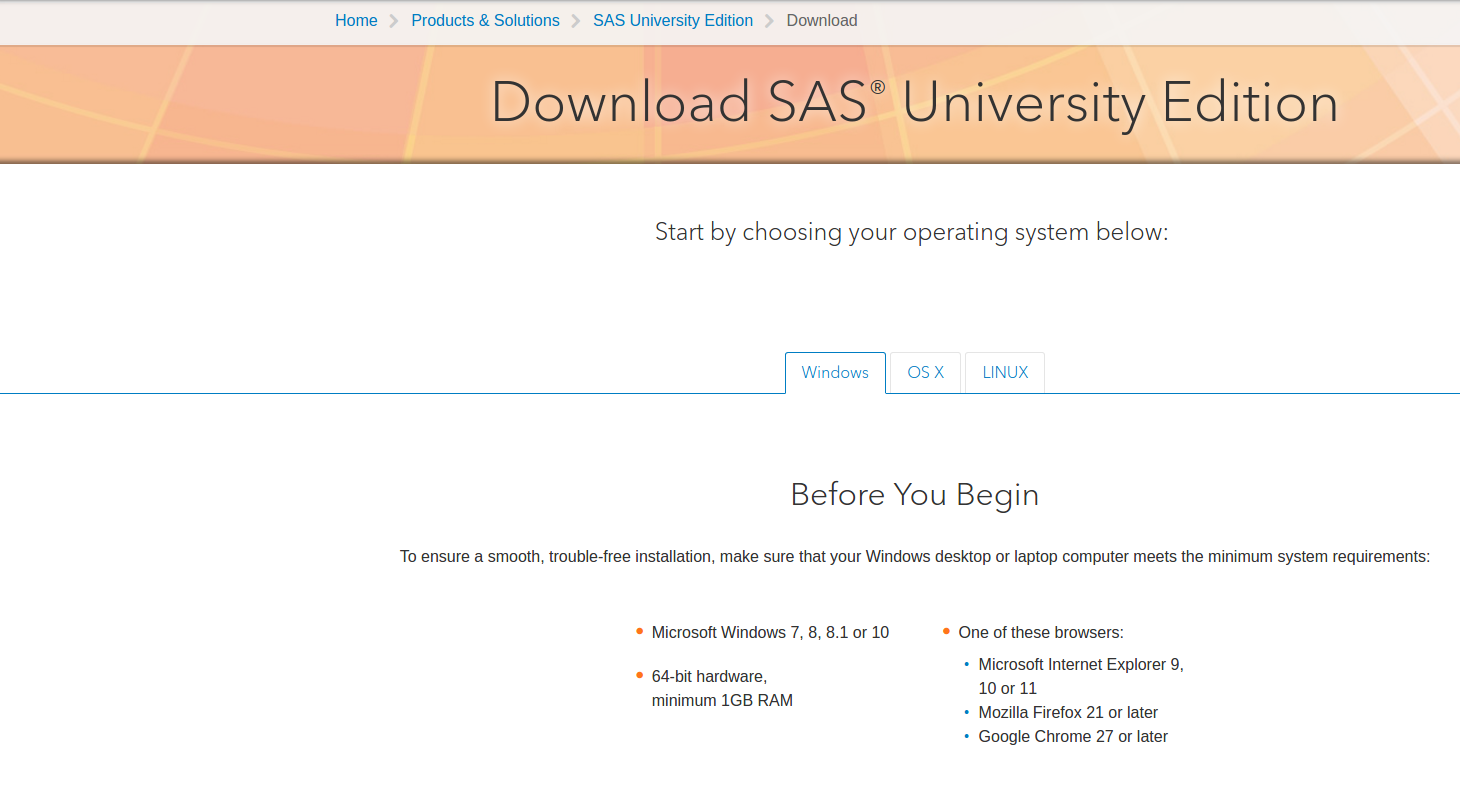 Home > Products & Solutions > SAS University Edition > Download
Download SAS® University Edition
Start by choosing your operating system below:
Windows OS X LINUX
Before You Begin
To ensure a smooth, trouble-free installation, make sure that your Windows desktop or laptop computer meets the minimum system requirements:
• Microsoft Windows 7, 8, 8.1 or 10
• 64-bit hardware,
minimum 1GB RAM
• One of these browsers:
• Microsoft Internet Explorer 9,
10 or 11
• Mozilla Firefox 21 or later
• Google Chrome 27 or later